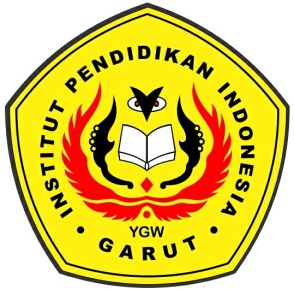 · INSTITUT PENDIDIKAN INDONESIA ·
YGW
GARUT